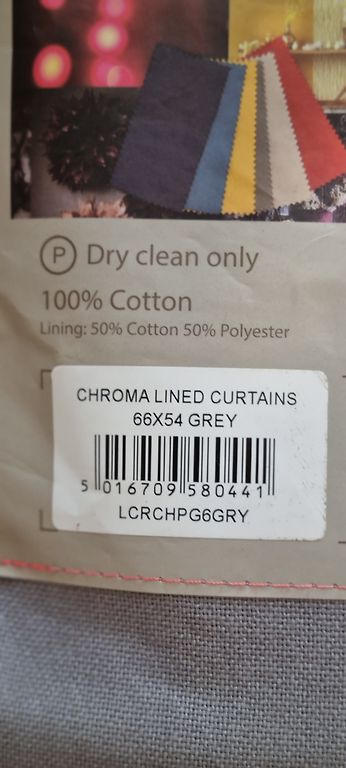 P Dry clean only
100% Cotton
Lining: 50% Cotton 50% Polyester
CHROMA LINED CURTAINS
66X54 GREY
5 016709 580441
LCRCHPG6GRY